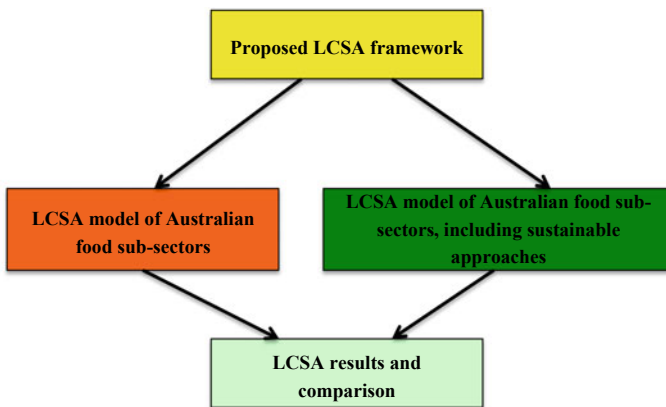 Proposed LCSA framework
LCSA model of Australian
food sub-sectors
LCSA model of Australian food sub-
sectors, including sustainable
approaches
LCSA results and
comparison